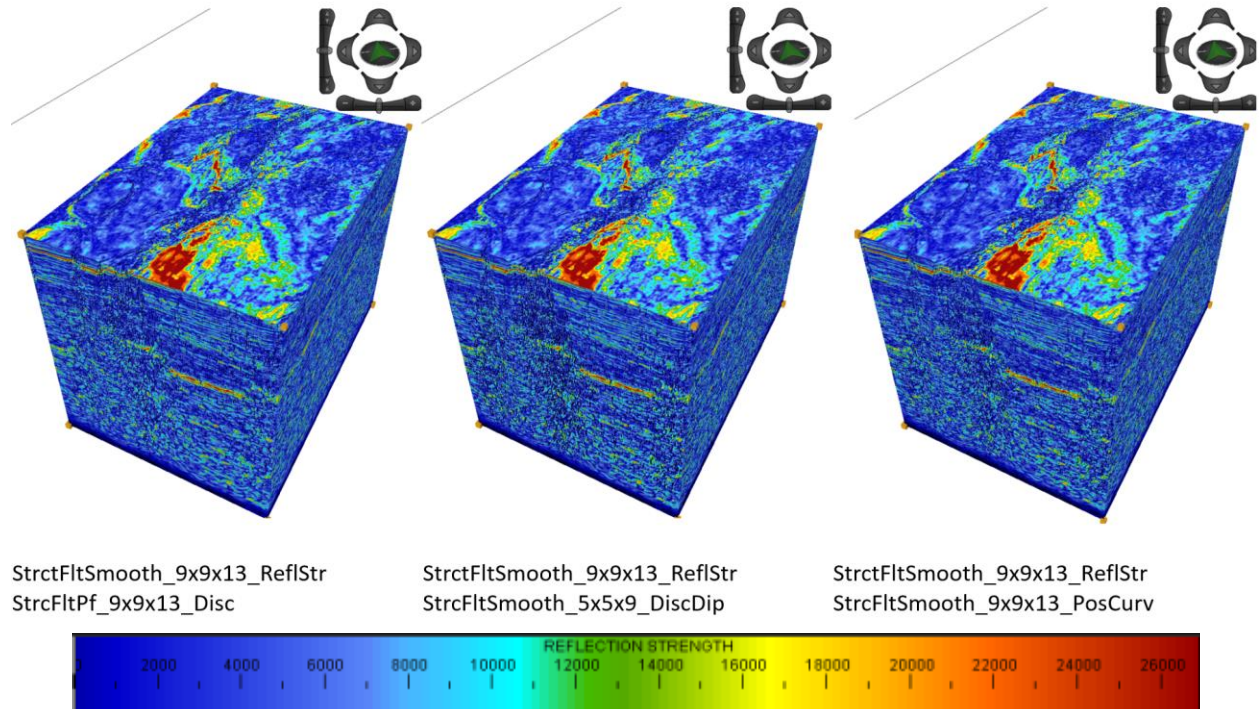 StrctFltSmooth_9x9x13_ReflStr
StrcFltPf_9x9x13_Disc
StrctFltSmooth_9x9x13_ReflStr
StrcFltSmooth_5x5x9_DiscDip
StrctFltSmooth_9x9x13_ReflStr
StrcFltSmooth_9x9x13_PosCurv
REFLECTION STRENGTH
0 2000 4000 6000 8000 10000 12000 14000 16000 18000 20000 22000 24000 26000